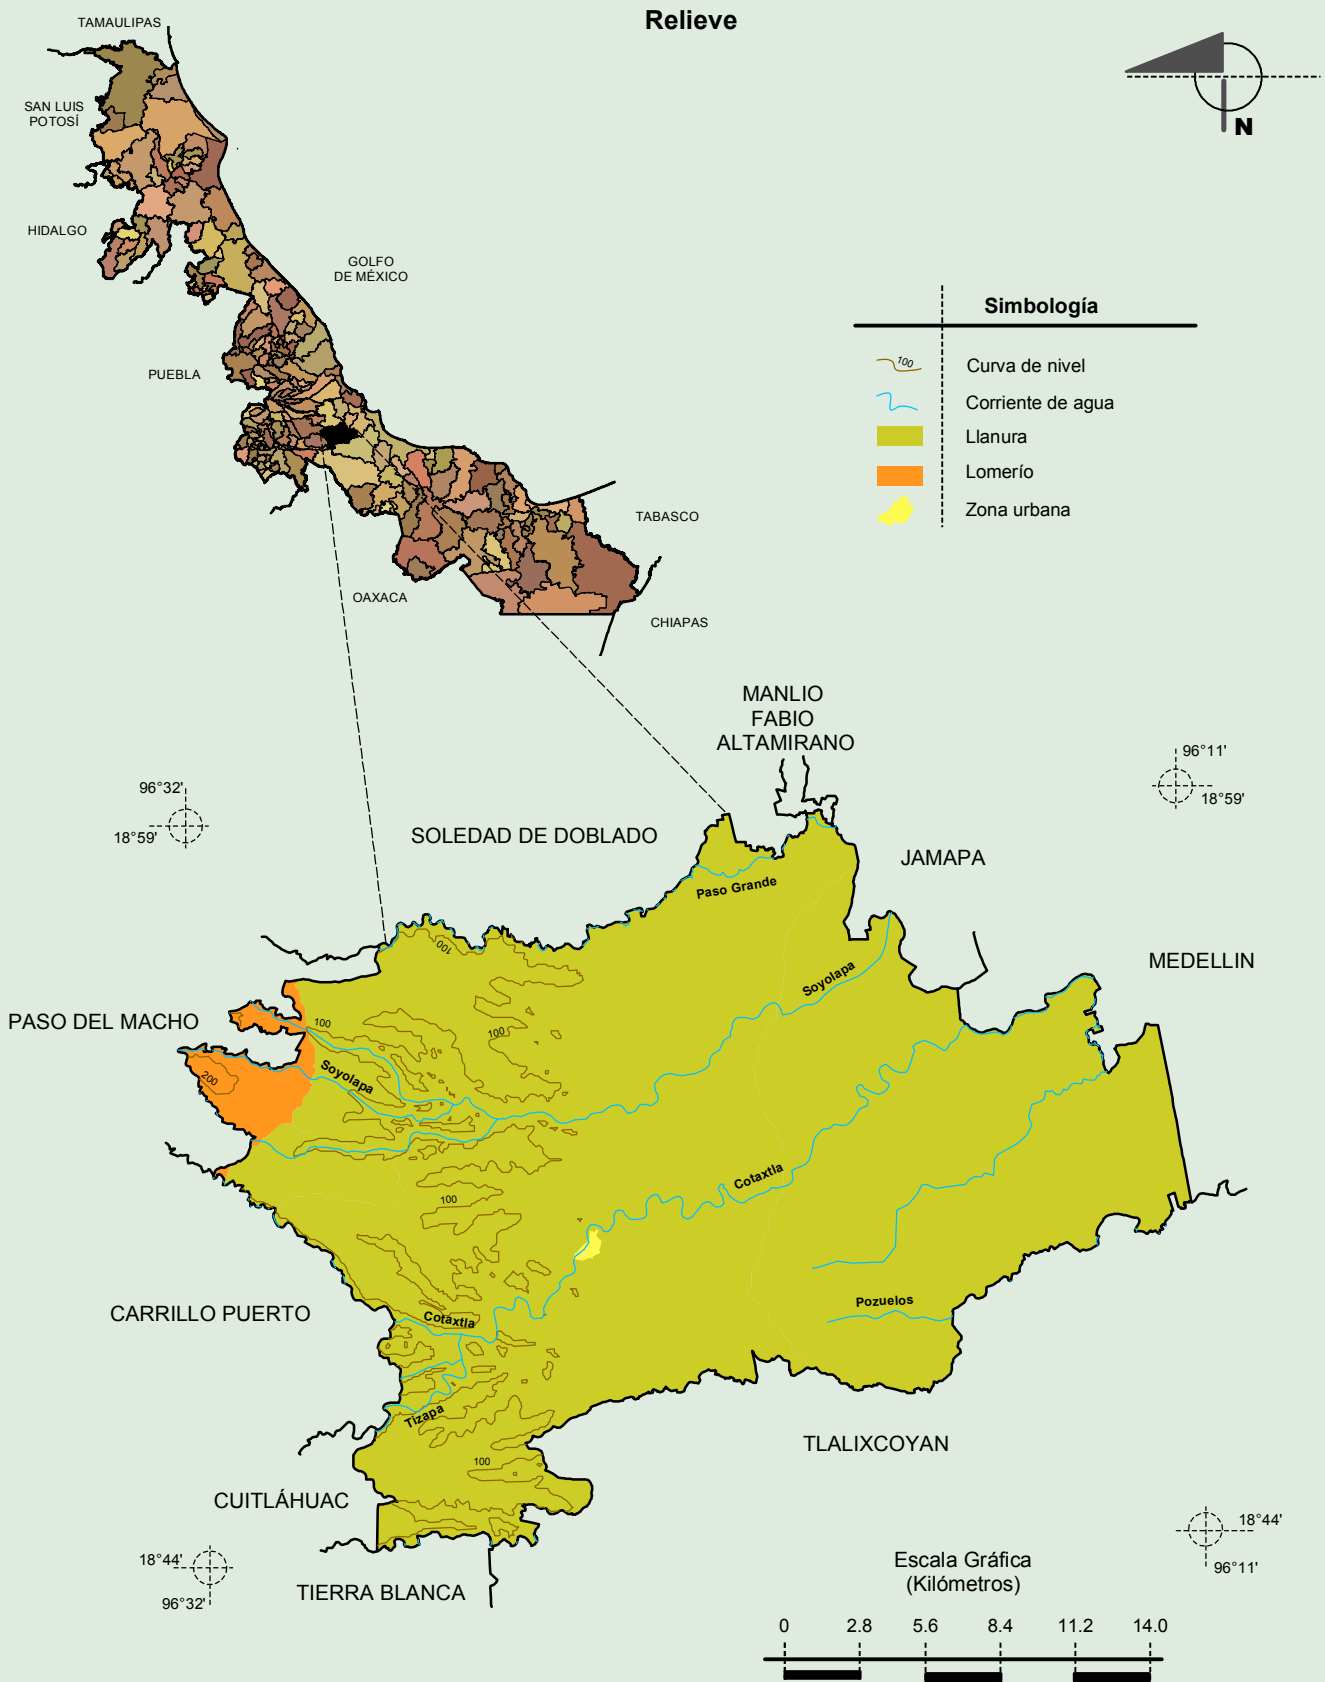 Relieve
TAMAULIPAS
SAN LUIS
POTOSÍ
N
HIDALGO
GOLFO
DE MÉXICO
PUEBLA
Simbología
100
Curva de nivel
Corriente de agua
Llanura
Lomerío
Zona urbana
TABASCO
OAXACA
CHIAPAS
MANLIO
FABIO
ALTAMIRANO
96°32'
18°59'
96°11'
18°59'
SOLEDAD DE DOBLADO
JAMAPA
Paso Grande
100
MEDELLIN
Soyolapa
PASO DEL MACHO
100
100
Soyolapa
200
Cotaxtla
100
CARRILLO PUERTO
Cotaxtla
Pozuelos
Tizapa
TLALIXCOYAN
100
CUITLÁHUAC
18°44'
96°32'
TIERRA BLANCA
18°44'
96°11'
Escala Gráfica
(Kilómetros)
0 2.8 5.6 8.4 11.2 14.0